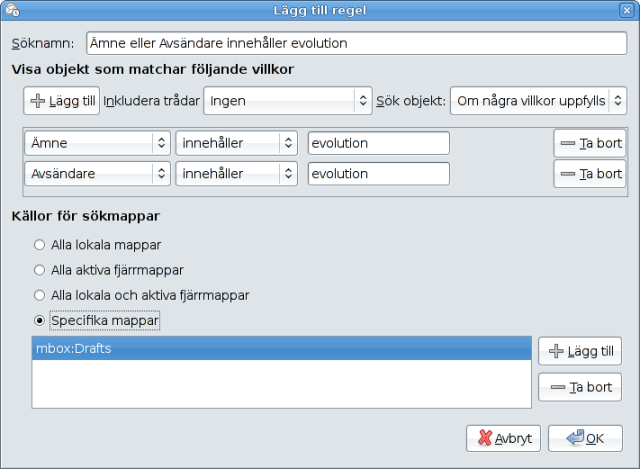 Lägg till regel
Söknamn: Ämne eller Avsändare innehåller evolution
Visa objekt som matchar följande villkor
Lägg till Inkludera trådar Ingen Sök objekt: Om några villkor uppfylls
Ämne innehåller evolution Ta bort
Avsändare innehåller evolution Ta bort
Källor för sökmappar
Alla lokala mappar
Alla aktiva fjärrmappar
Alla lokala och aktiva fjärrmappar
Specifika mappar
mbox:Drafts Lägg till
Ta bort
Avbryt OK